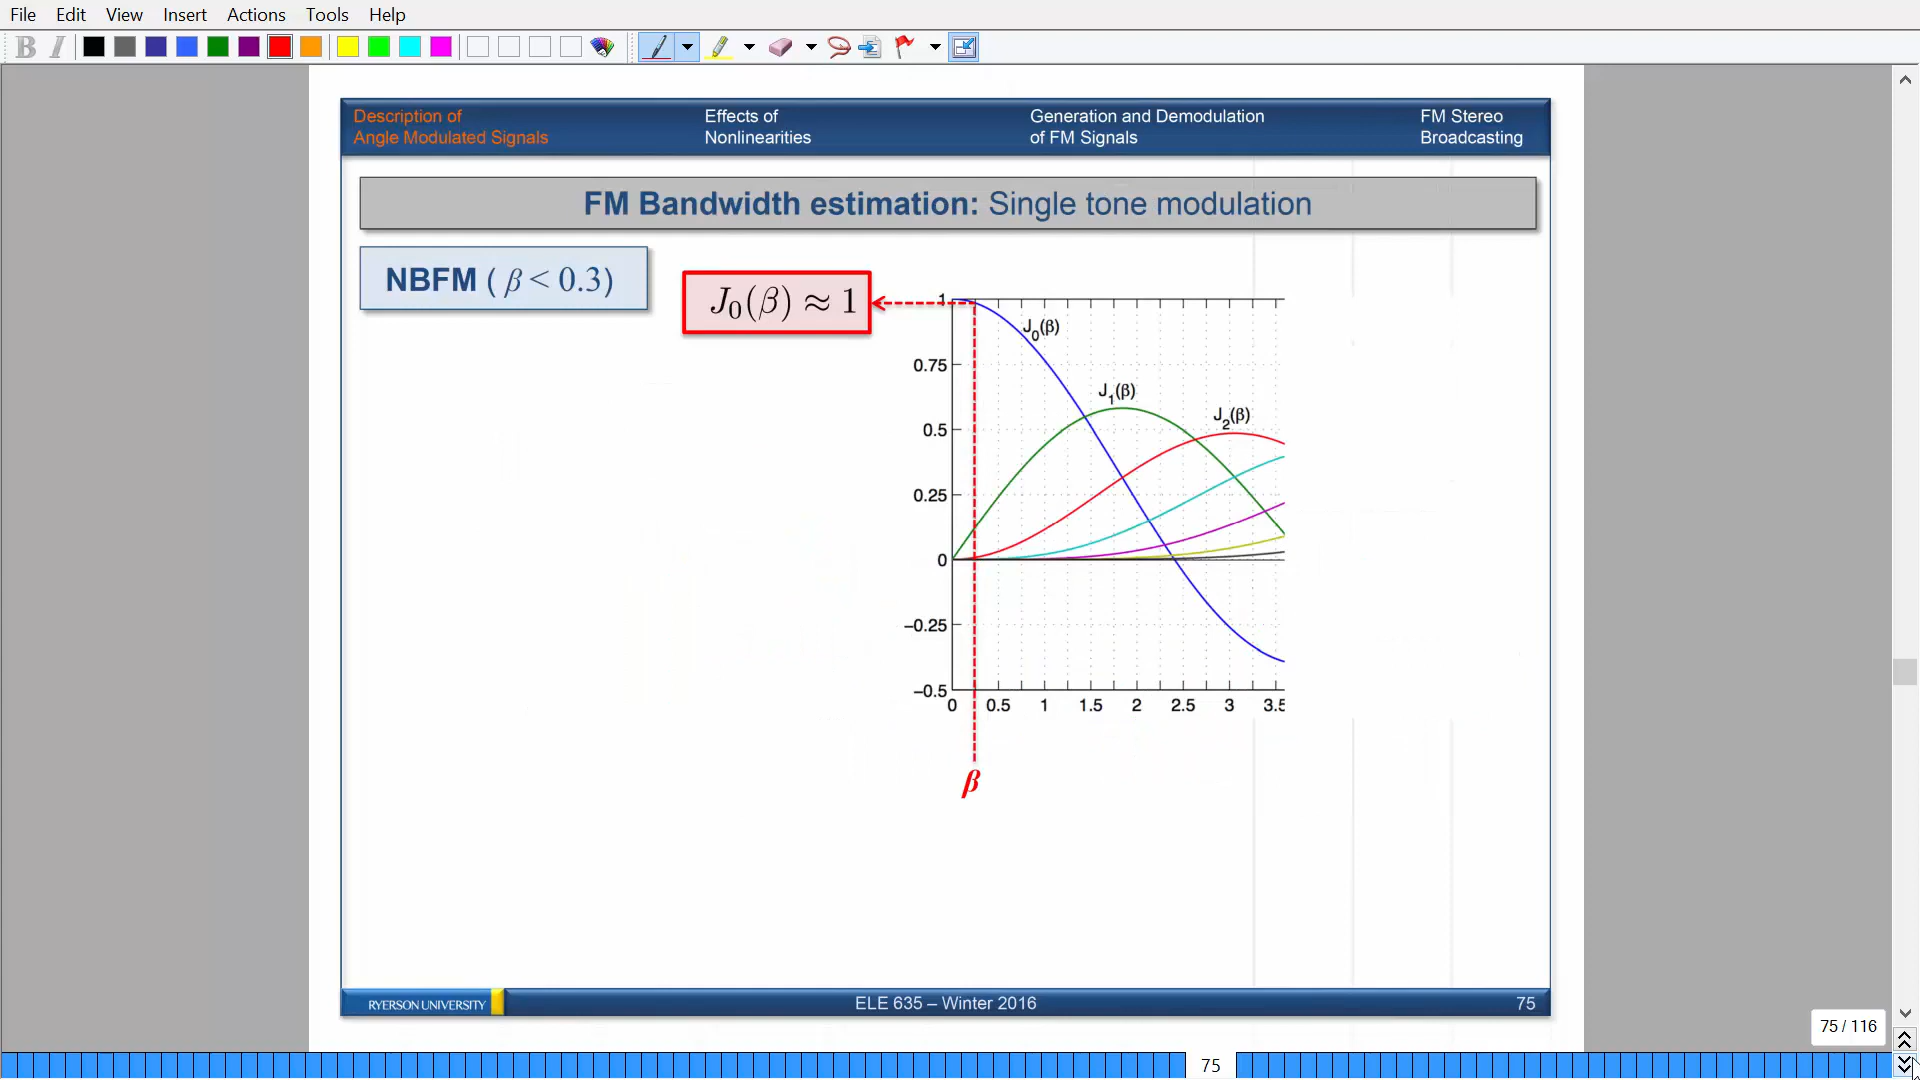 File Edit View Insert Actions Tools Help
B I
Description of
Angle Modulated Signals
Effects of
Nonlinearities
Generation and Demodulation
of FM Signals
FM Stereo
Broadcasting
FM Bandwidth estimation: Single tone modulation
NBFM ( β < 0.3)
J₀(β) ≈ 1
1
J₀(β)
0.75
J₁(β)
J₂(β)
0.5
0.25
0
−0.25
−0.5
0 0.5 1 1.5 2 2.5 3 3.5
β
RYERSON UNIVERSITY
ELE 635 – Winter 2016
75
75 / 116
75